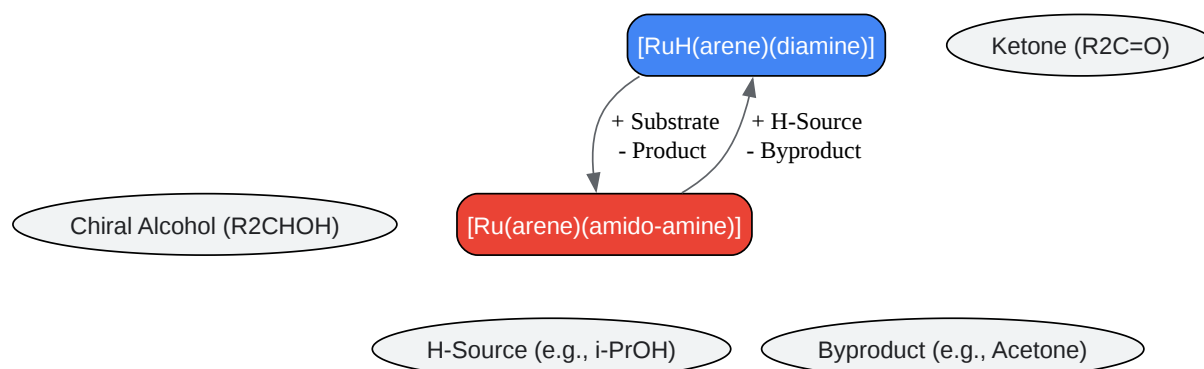 [RuH(arene)(diamine)]
Ketone (R2C=O)
+ Substrate
- Product
+ H-Source
- Byproduct
Chiral Alcohol (R2CHOH)
[Ru(arene)(amido-amine)]
H-Source (e.g., i-PrOH)
Byproduct (e.g., Acetone)